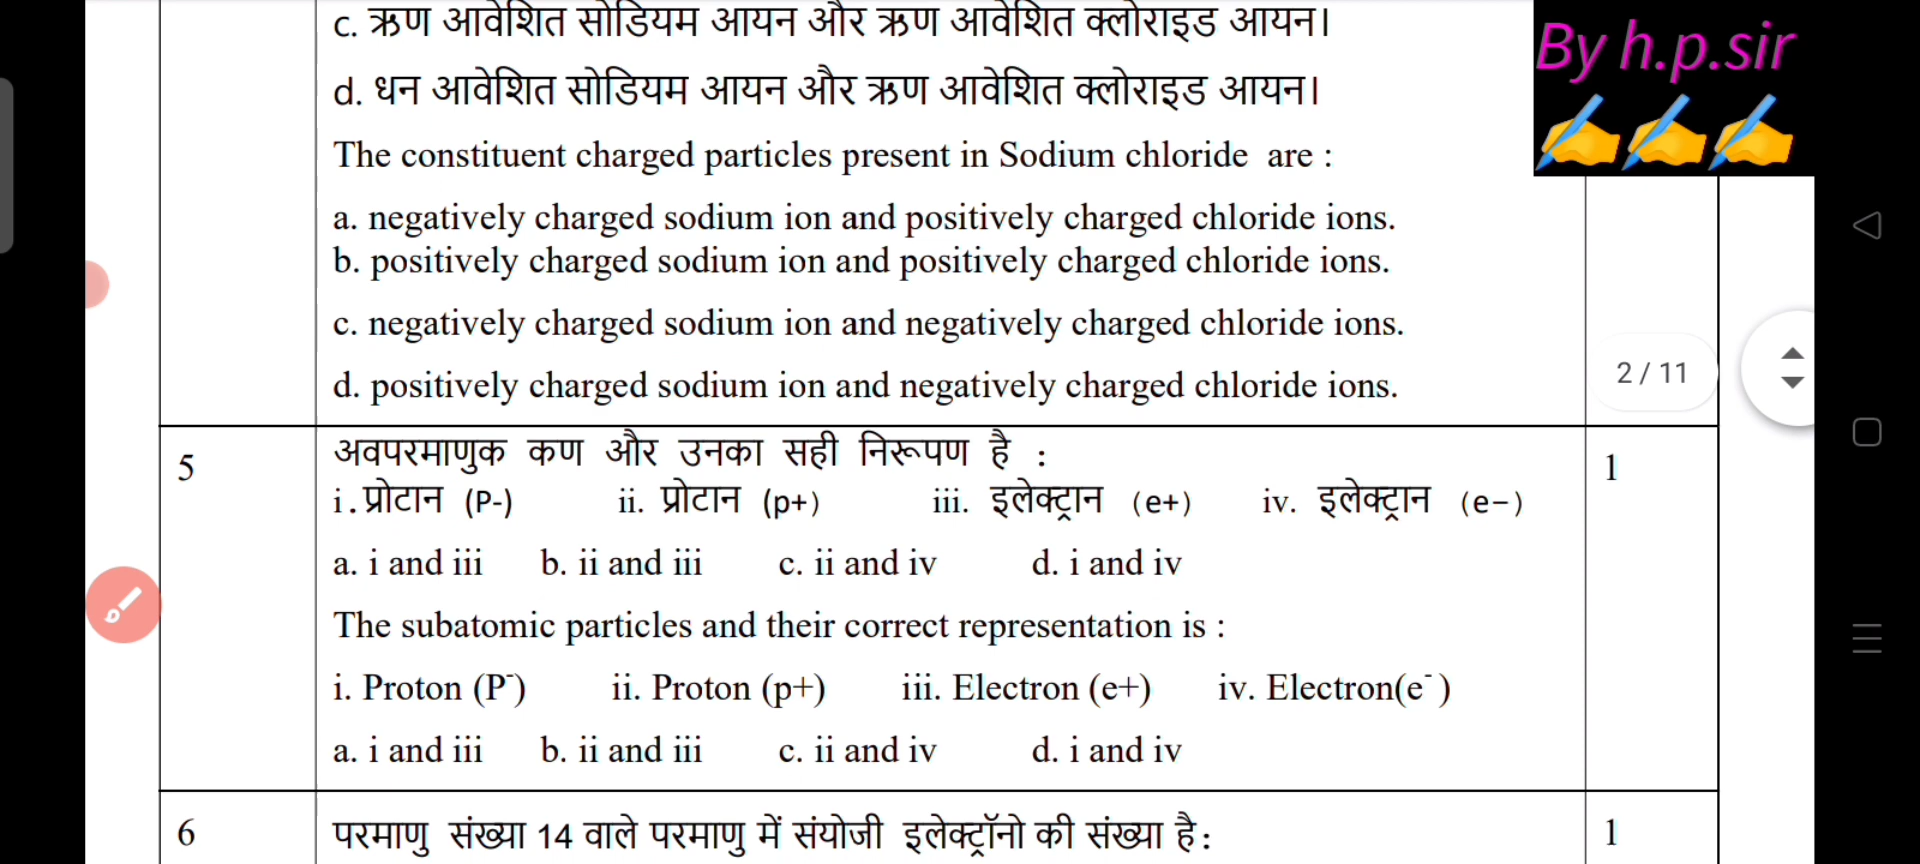 c. ऋण आवेशित सोडियम आयन और ऋण आवेशित क्लोराइड आयन।
d. धन आवेशित सोडियम आयन और ऋण आवेशित क्लोराइड आयन।
By h.p.sir
The constituent charged particles present in Sodium chloride are :
a. negatively charged sodium ion and positively charged chloride ions.
b. positively charged sodium ion and positively charged chloride ions.
c. negatively charged sodium ion and negatively charged chloride ions.
d. positively charged sodium ion and negatively charged chloride ions.
2 / 11
5 अवपरमाणुक कण और उनका सही निरूपण है : 1
i. प्रोटान (P-) ii. प्रोटान (p+) iii. इलेक्ट्रान (e+) iv. इलेक्ट्रान (e−)
a. i and iii b. ii and iii c. ii and iv d. i and iv
The subatomic particles and their correct representation is :
i. Proton (P⁻) ii. Proton (p+) iii. Electron (e+) iv. Electron(e⁻ )
a. i and iii b. ii and iii c. ii and iv d. i and iv
6 परमाणु संख्या 14 वाले परमाणु में संयोजी इलेक्ट्रॉनो की संख्या है: 1